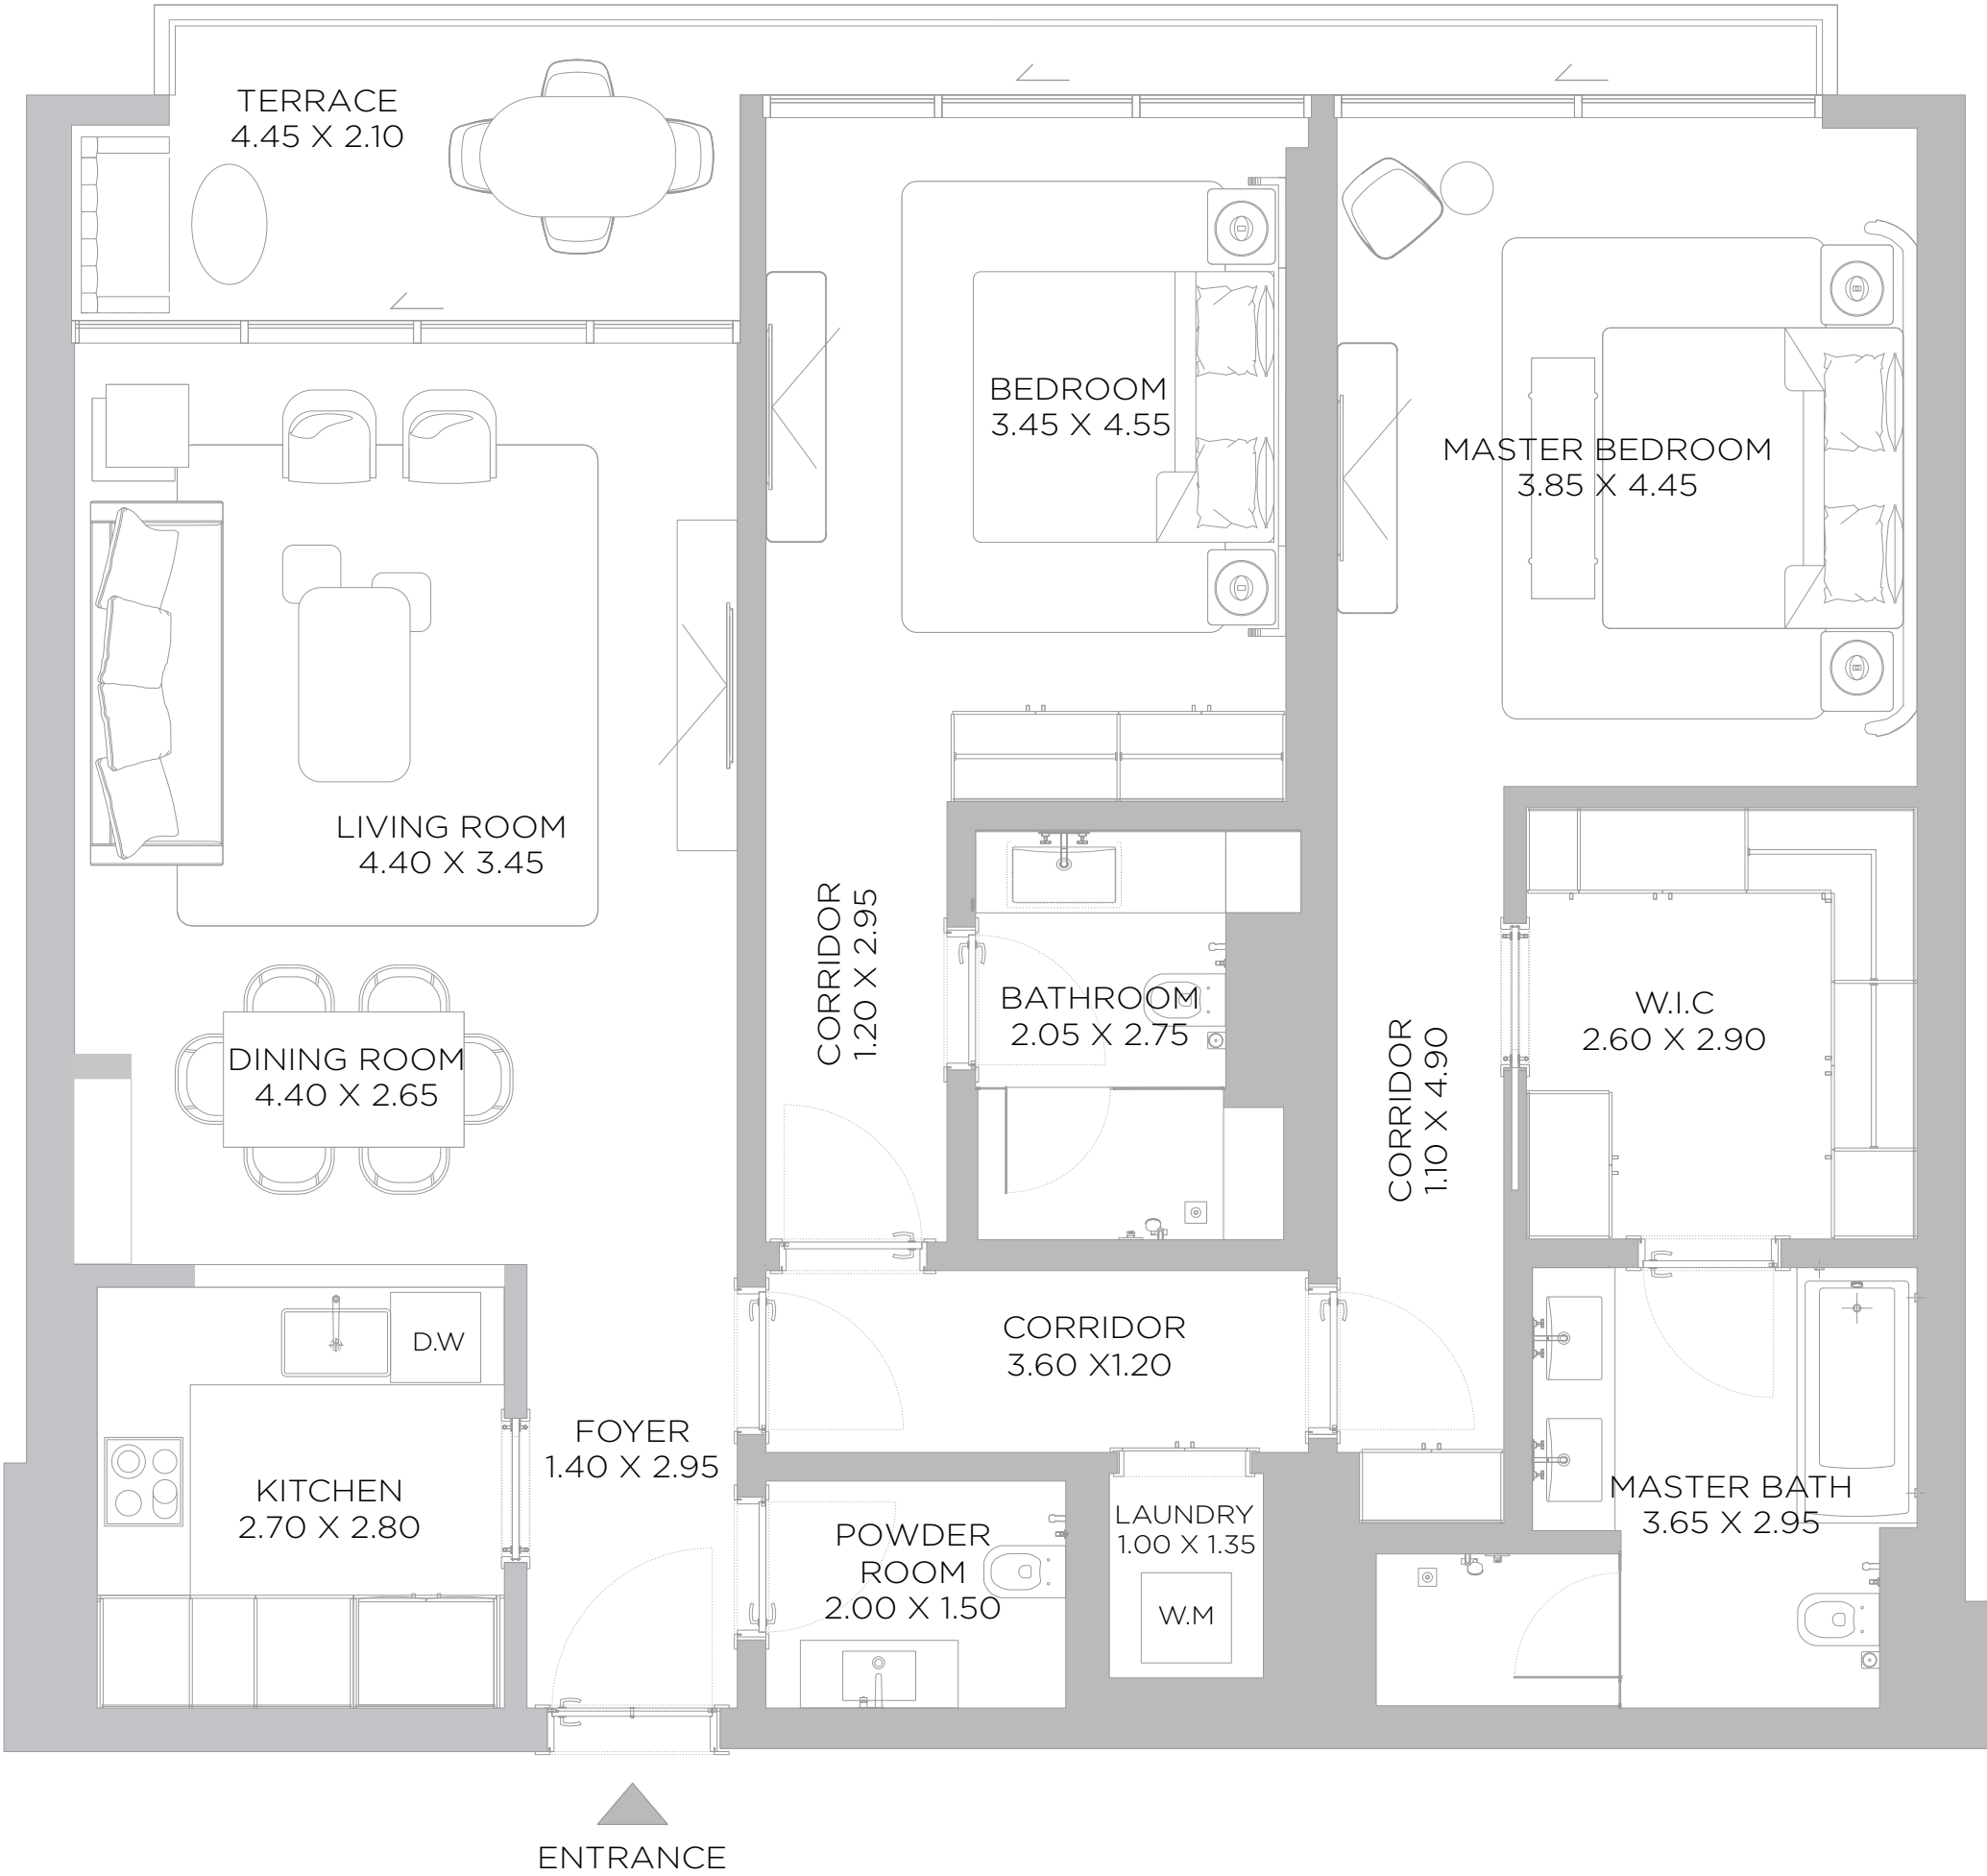 TERRACE
4.45 X 2.10
BEDROOM
3.45 X 4.55
MASTER BEDROOM
3.85 X 4.45
LIVING ROOM
4.40 X 3.45
CORRIDOR
1.20 X 2.95
BATHROOM
2.05 X 2.75
W.I.C
2.60 X 2.90
DINING ROOM
4.40 X 2.65
CORRIDOR
1.10 X 4.90
D.W
CORRIDOR
3.60 X1.20
FOYER
1.40 X 2.95
KITCHEN
2.70 X 2.80
POWDER
ROOM
2.00 X 1.50
LAUNDRY
1.00 X 1.35
W.M
MASTER BATH
3.65 X 2.95
ENTRANCE